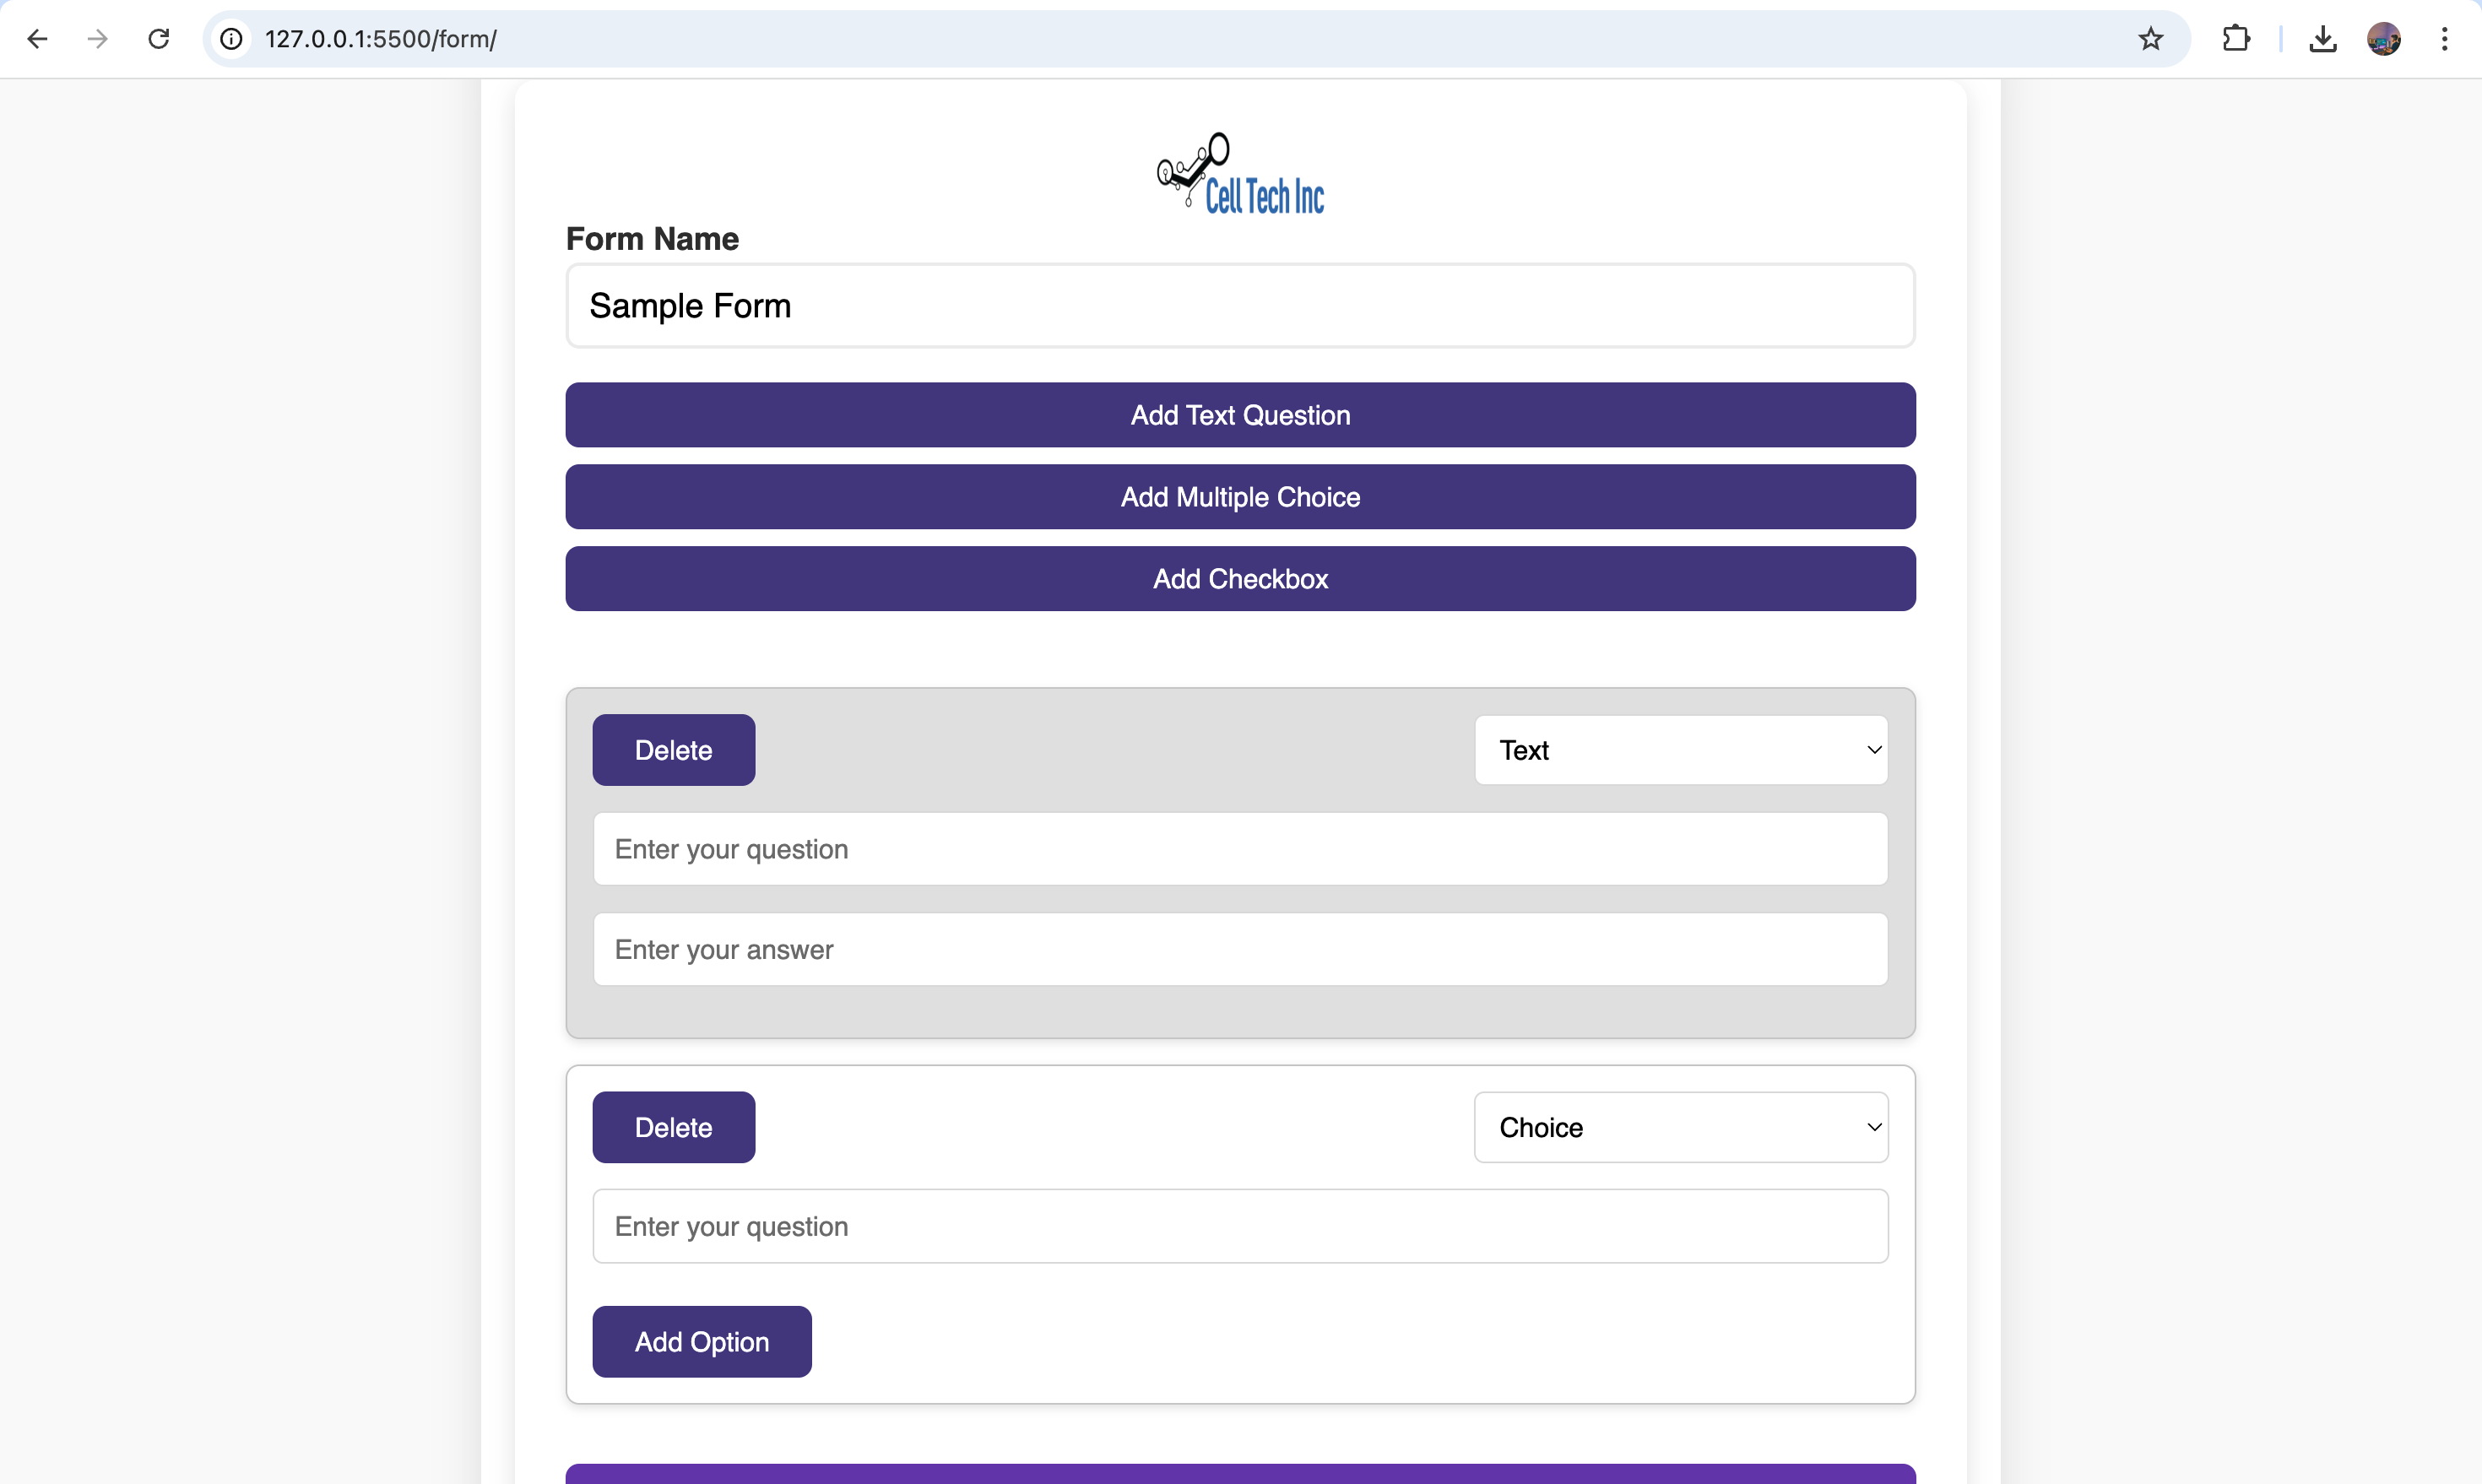 127.0.0.1:5500/form/
Cell Tech Inc
Form Name
Sample Form
Add Text Question
Add Multiple Choice
Add Checkbox
Delete
Text
Enter your question
Enter your answer
Delete
Choice
Enter your question
Add Option